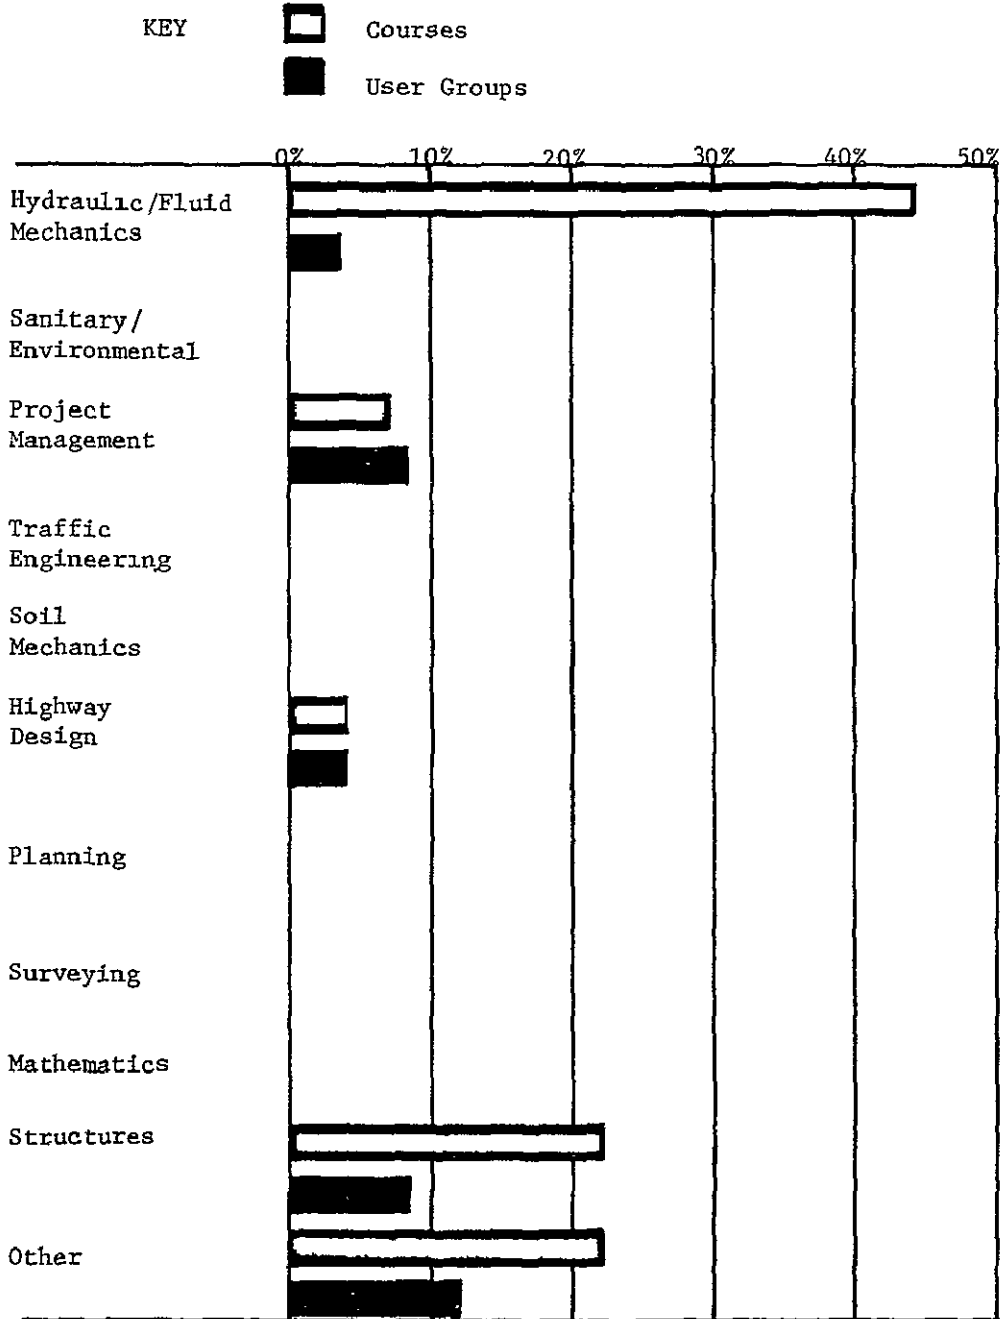 KEY
Courses
User Groups
0% 10% 20% 30% 40% 50%
Hydraulic/Fluid
Mechanics
Sanitary/
Environmental
Project
Management
Traffic
Engineering
Soil
Mechanics
Highway
Design
Planning
Surveying
Mathematics
Structures
Other